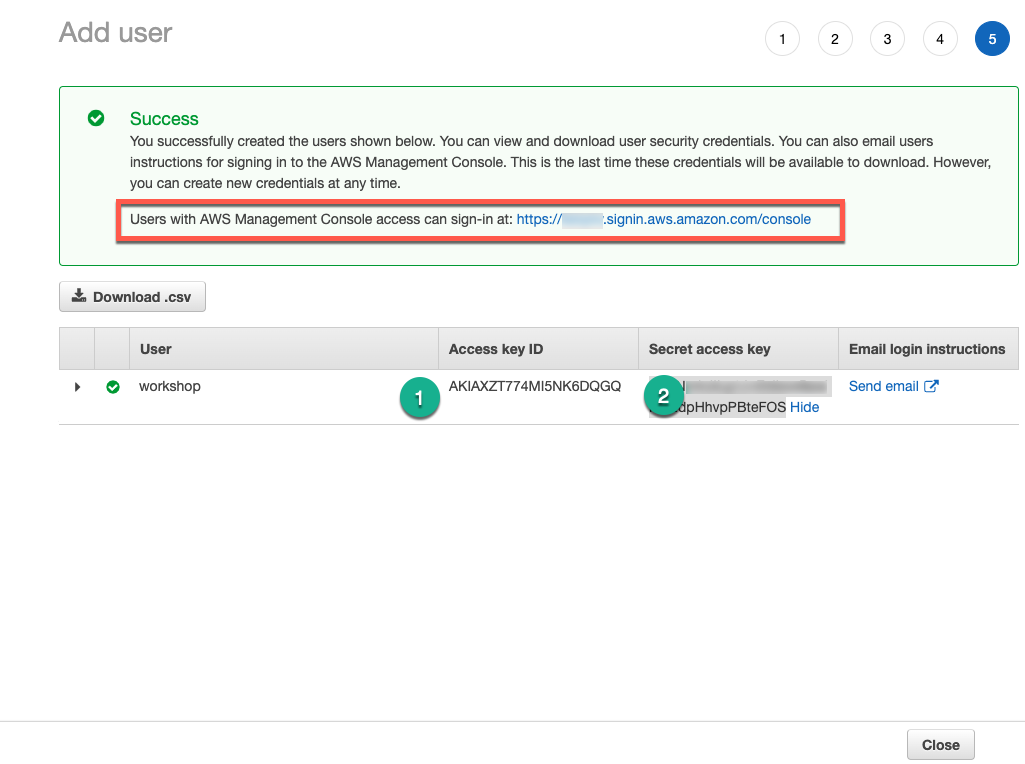 Add user
1 2 3 4 5
Success
You successfully created the users shown below. You can view and download user security credentials. You can also email users
instructions for signing in to the AWS Management Console. This is the last time these credentials will be available to download. However,
you can create new credentials at any time.
Users with AWS Management Console access can sign-in at: https:// .signin.aws.amazon.com/console
Download .csv
User Access key ID Secret access key Email login instructions
workshop 1 AKIAXZT774MI5NK6DQGQ 2 Send email
Hide
Close